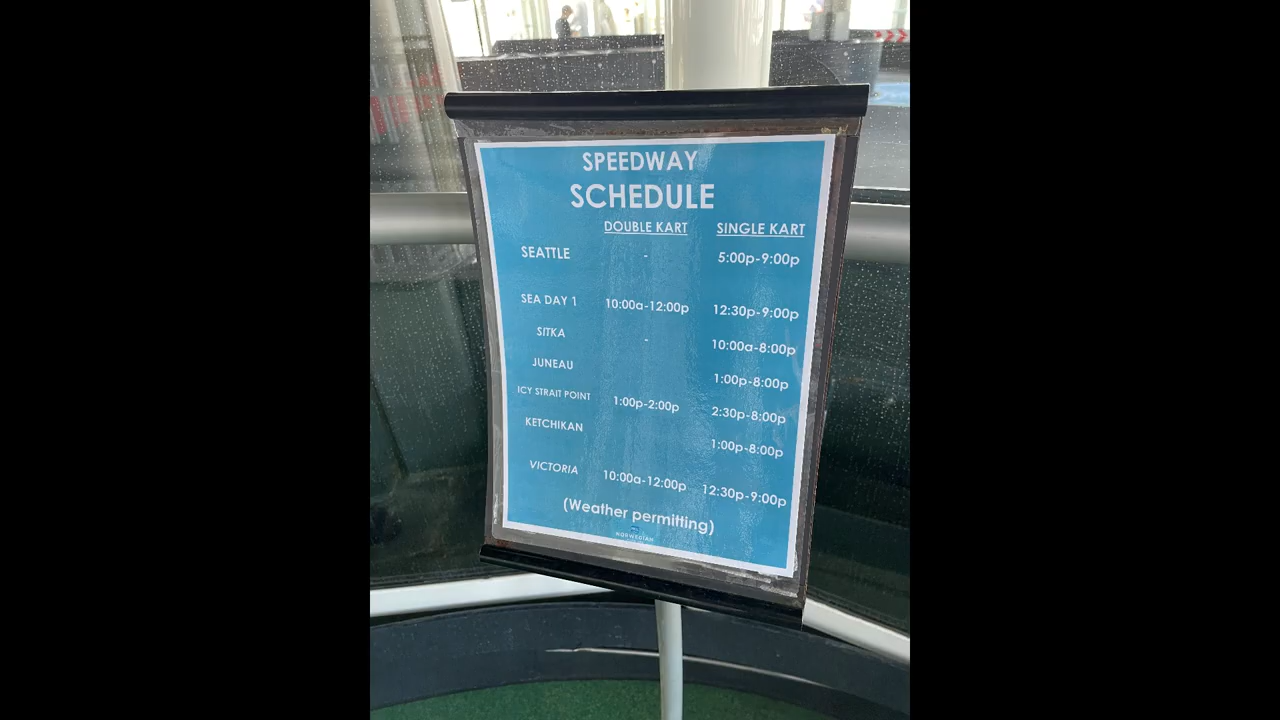 SPEEDWAY
SCHEDULE
DOUBLE KART SINGLE KART
SEATTLE - 5:00p-9:00p
SEA DAY 1 10:00a-12:00p 12:30p-9:00p
SITKA - 10:00a-8:00p
JUNEAU 1:00p-8:00p
ICY STRAIT POINT 1:00p-2:00p 2:30p-8:00p
KETCHIKAN 1:00p-8:00p
VICTORIA 10:00a-12:00p 12:30p-9:00p
(Weather permitting)
NORWEGIAN